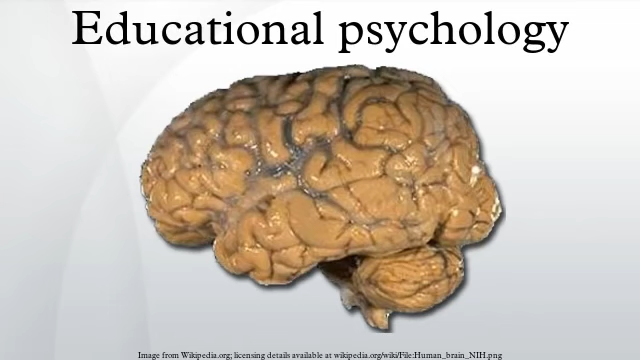 Educational psychology
Image from Wikipedia.org; licensing details available at wikipedia.org/wiki/File:Human_brain_NIH.png